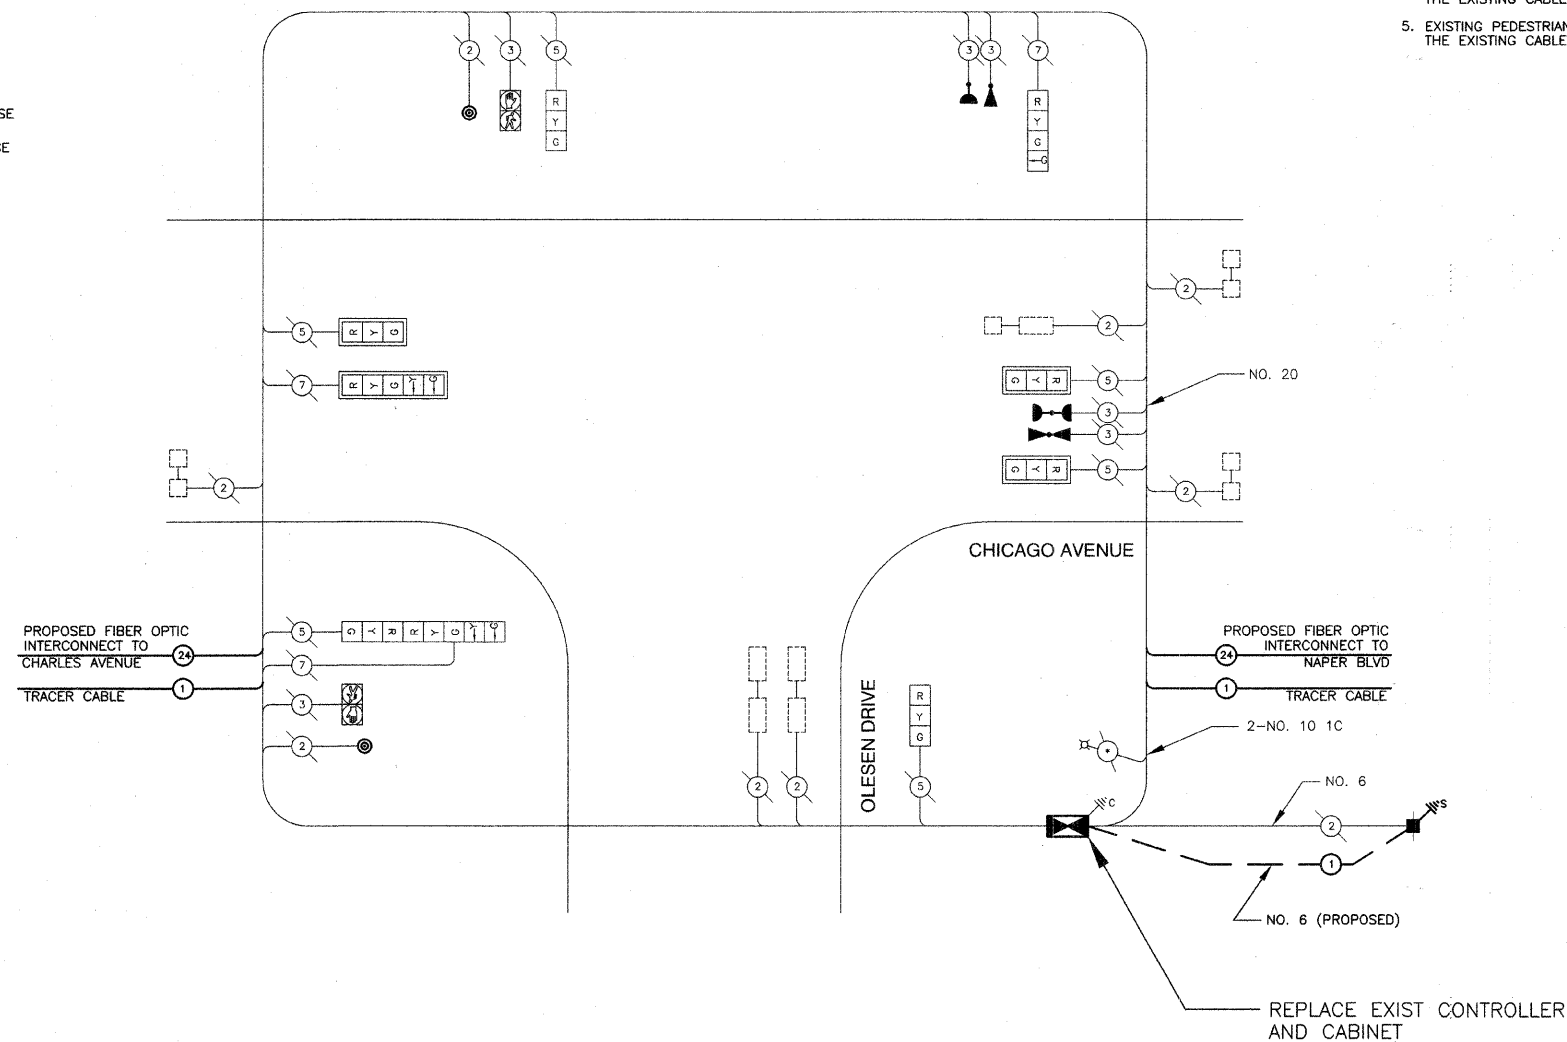 THE EXISTING CABLE
5. EXISTING PEDESTRIAN
THE EXISTING CABLE
2
3
5
3
3
7
R
Y
G
R
Y
G
G
5
R Y G
7
R Y G Y G
2
2
2
G Y R
5
NO. 20
3
3
G Y R
5
2
2
CHICAGO AVENUE
PROPOSED FIBER OPTIC
INTERCONNECT TO
CHARLES AVENUE
24
TRACER CABLE
1
5
G Y R R Y G Y G
7
3
2
PROPOSED FIBER OPTIC
INTERCONNECT TO
NAPER BLVD
24
1
TRACER CABLE
2-NO. 10 1C
*
OLESEN DRIVE
R
Y
G
2
2
5
C
NO. 6
2
S
1
NO. 6 (PROPOSED)
REPLACE EXIST CONTROLLER
AND CABINET